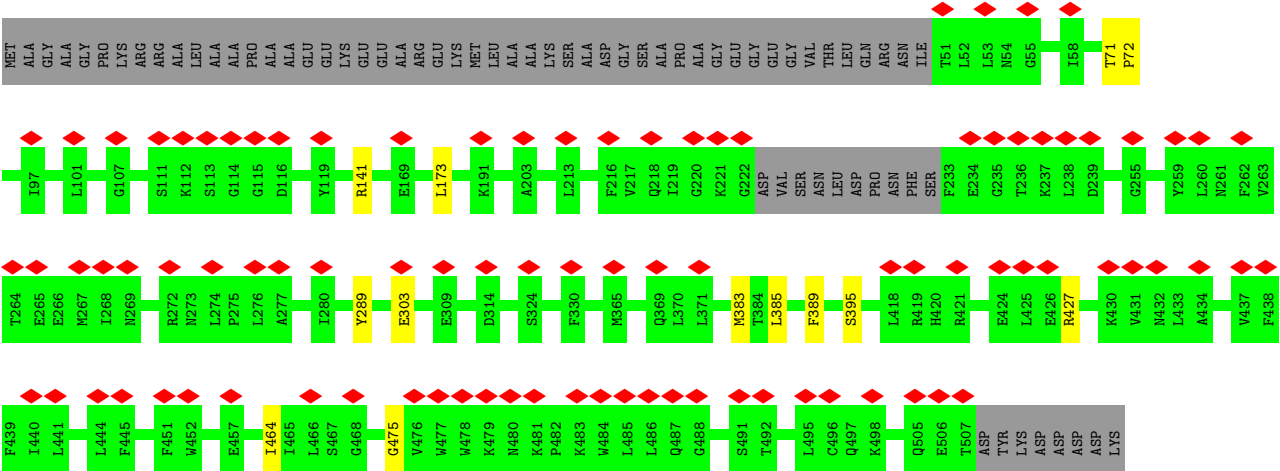 MET ALA GLY ALA GLY PRO LYS ARG ARG ALA LEU ALA ALA PRO ALA ALA GLU GLU LYS GLU GLU ALA ARG GLU LYS MET LEU ALA ALA LYS SER ALA ASP GLY SER ALA PRO ALA GLY GLU GLY GLU GLY VAL THR LEU GLN ARG ASN ILE T51 L52 L53 N54 G55 I58 T71 P72
I97 L101 G107 S111 K112 S113 G114 G115 D116 Y119 R141 E169 L173 K191 A203 L213 F216 V217 Q218 I219 G220 K221 G222 ASP VAL SER ASN LEU ASP PRO ASN PHE SER F233 E234 G235 T236 K237 L238 D239 G255 Y259 L260 N261 F262 V263
T264 E265 E266 M267 I268 N269 R272 N273 L274 P275 L276 A277 I280 Y289 E303 E309 D314 S324 F330 M365 Q369 L370 L371 M383 T384 L385 F389 S395 L418 R419 H420 R421 E424 L425 E426 R427 K430 V431 N432 L433 A434 V437 F438
F439 I440 L441 L444 F445 F451 W452 E457 I464 I465 L466 S467 G468 G475 V476 W477 W478 K479 N480 K481 P482 K483 W484 L485 L486 Q487 G488 S491 T492 L495 C496 Q497 K498 Q505 E506 T507 ASP TYR LYS ASP ASP ASP ASP LYS